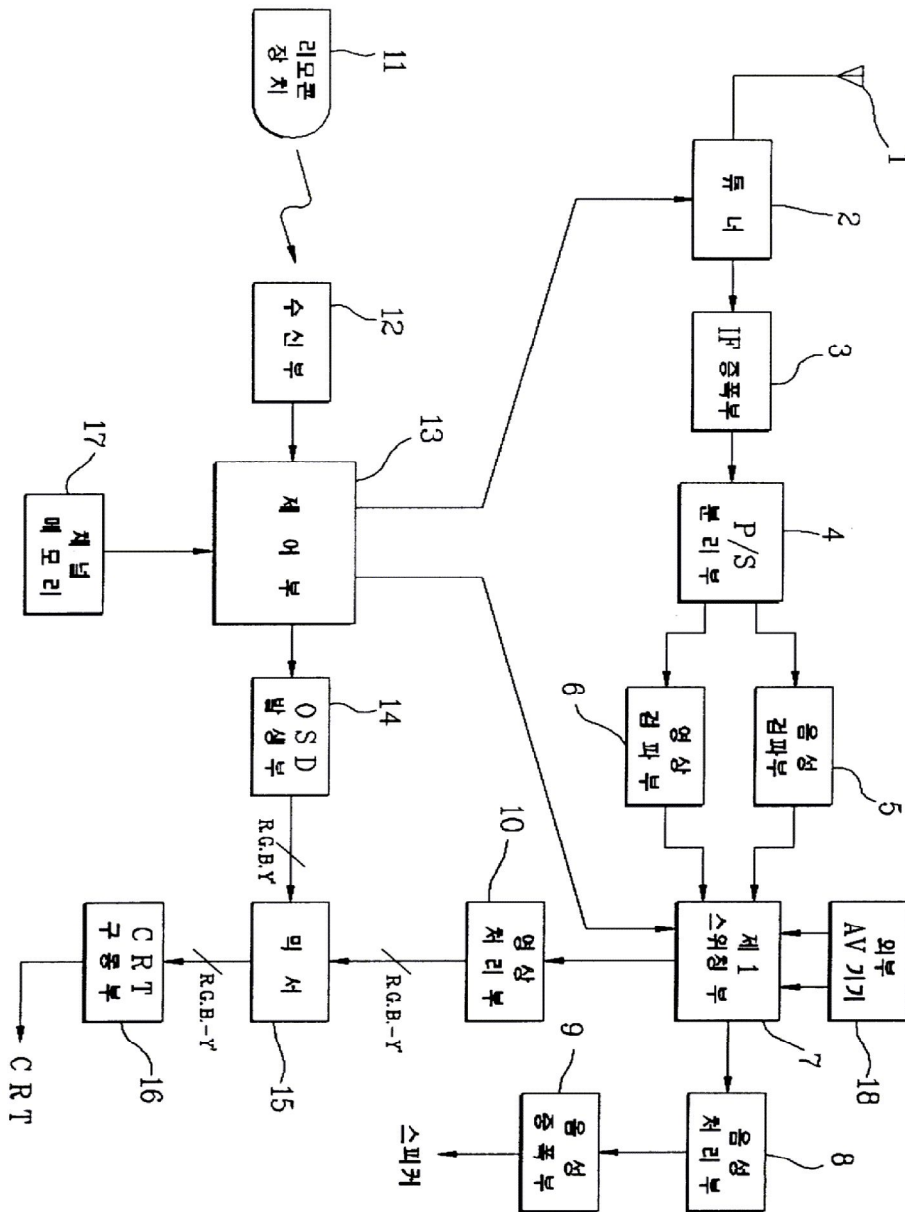 1
튜 너
2
IF증폭부
3
P/S
분리부
4
음성
검파부
5
영상
검파부
6
외부
AV기기
18
제 1
스위칭부
7
음성
처리부
8
음성
증폭부
9
스피커
영상
처리부
10
리모콘
장 치
11
수신부
12
제 어 부
13
채널
메모리
17
OSD
발생부
14
R.G.B.Y
믹 서
15
R.G.B.-Y
R.G.B.-Y
CRT
구동부
16
CRT